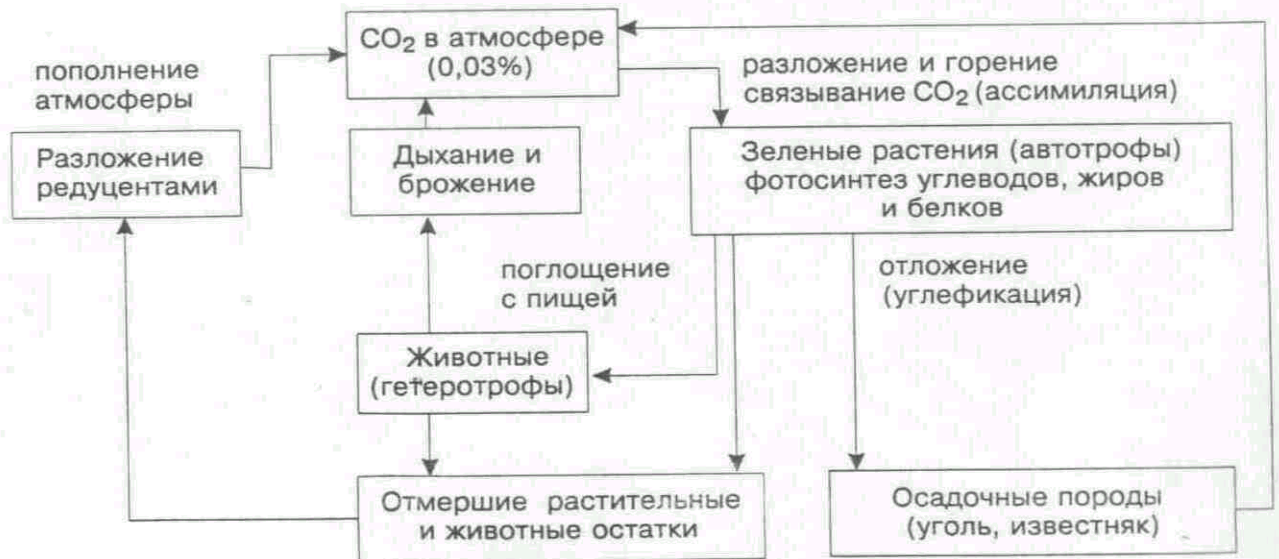 CO₂ в атмосфере
(0,03%)
пополнение
атмосферы
разложение и горение
связывание CO₂ (ассимиляция)
Разложение
редуцентами
Дыхание и
брожение
Зеленые растения (автотрофы)
фотосинтез углеводов, жиров
и белков
поглощение
с пищей
отложение
(углефикация)
Животные
(гетеротрофы)
Отмершие растительные
и животные остатки
Осадочные породы
(уголь, известняк)